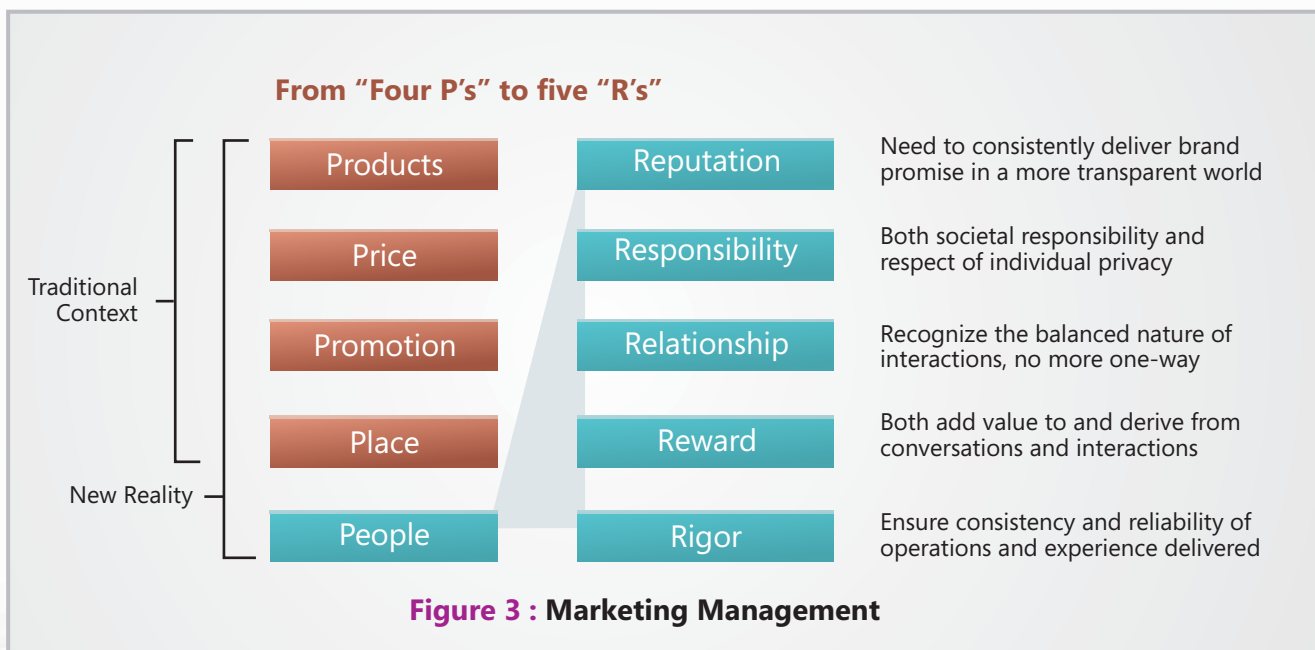 From “Four P’s” to five “R’s”
Traditional
Context
New Reality
Products
Price
Promotion
Place
People
Reputation
Need to consistently deliver brand
promise in a more transparent world
Responsibility
Both societal responsibility and
respect of individual privacy
Relationship
Recognize the balanced nature of
interactions, no more one-way
Reward
Both add value to and derive from
conversations and interactions
Rigor
Ensure consistency and reliability of
operations and experience delivered
Figure 3 : Marketing Management